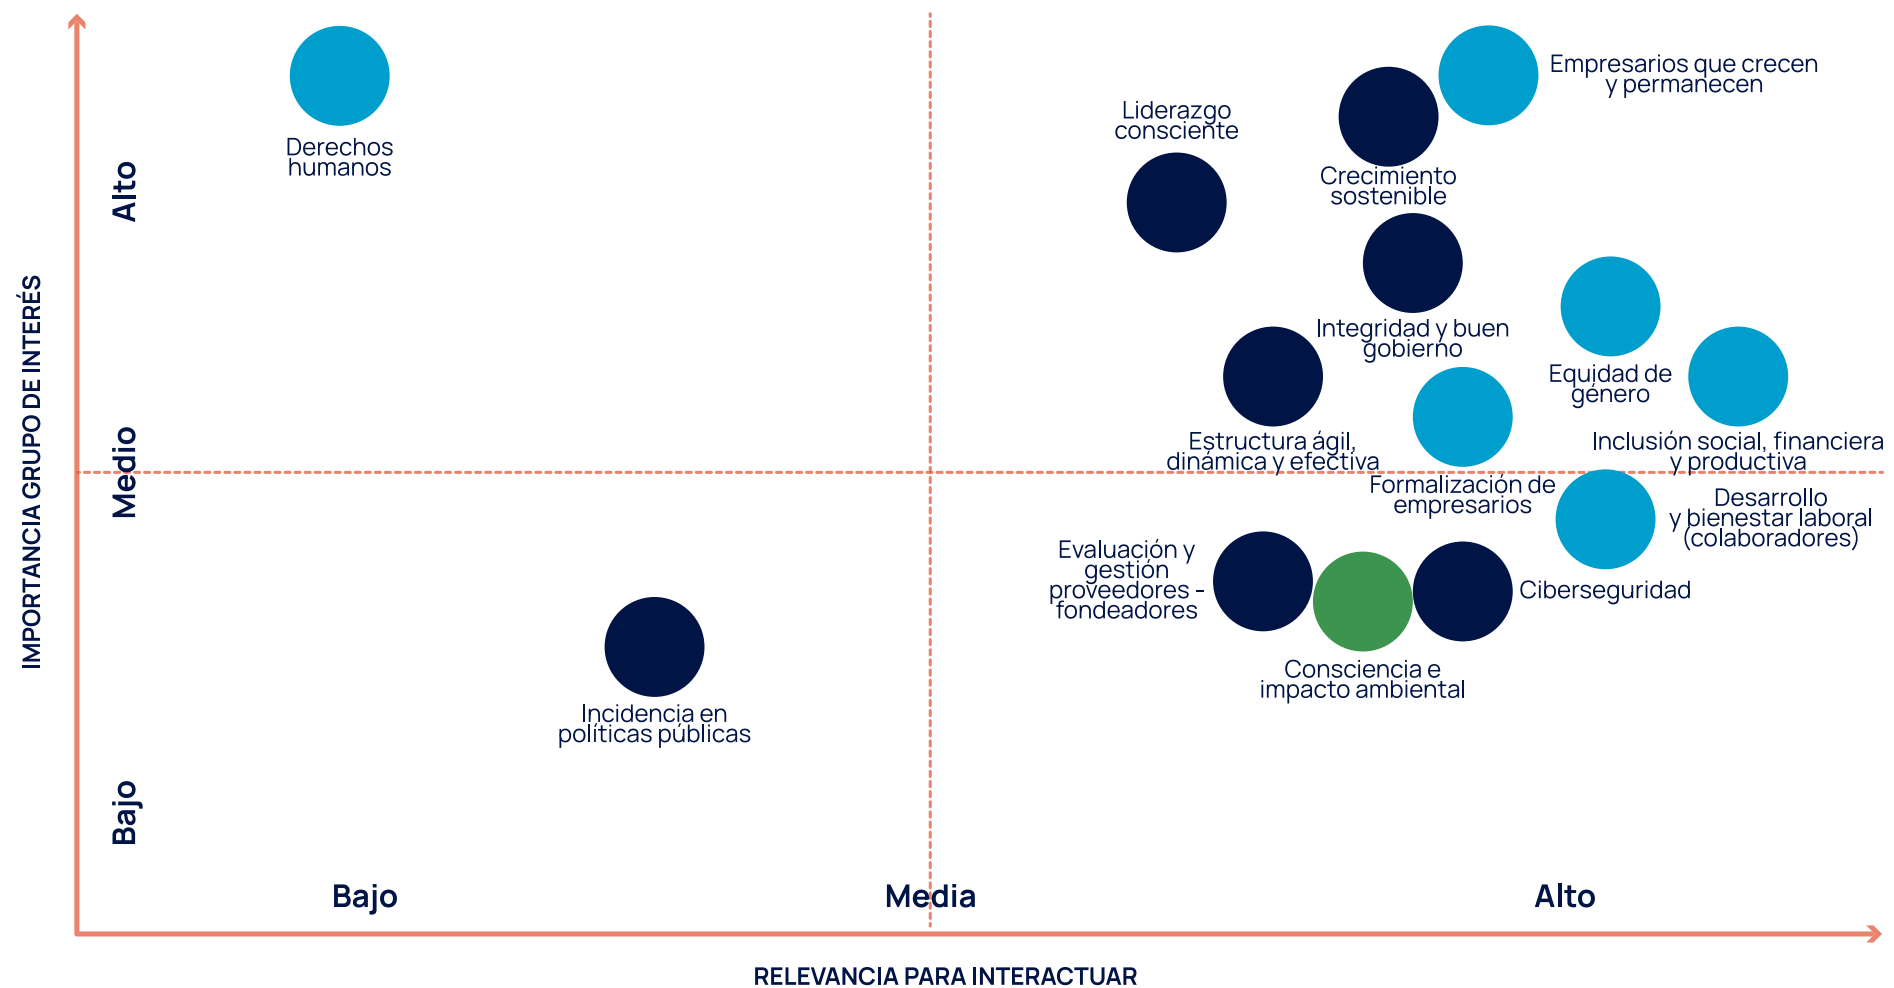 IMPORTANCIA GRUPO DE INTERÉS
Alto
Medio
Bajo
Derechos
humanos
Liderazgo
consciente
Empresarios que crecen
y permanecen
Crecimiento
sostenible
Integridad y buen
gobierno
Equidad de
género
Estructura ágil,
dinámica y efectiva
Inclusión social, financiera
y productiva
Formalización de
empresarios
Desarrollo
y bienestar laboral
(colaboradores)
Evaluación y
gestión
proveedores -
fondeadores
Ciberseguridad
Consciencia e
impacto ambiental
Incidencia en
políticas públicas
Bajo
Media
Alto
RELEVANCIA PARA INTERACTUAR